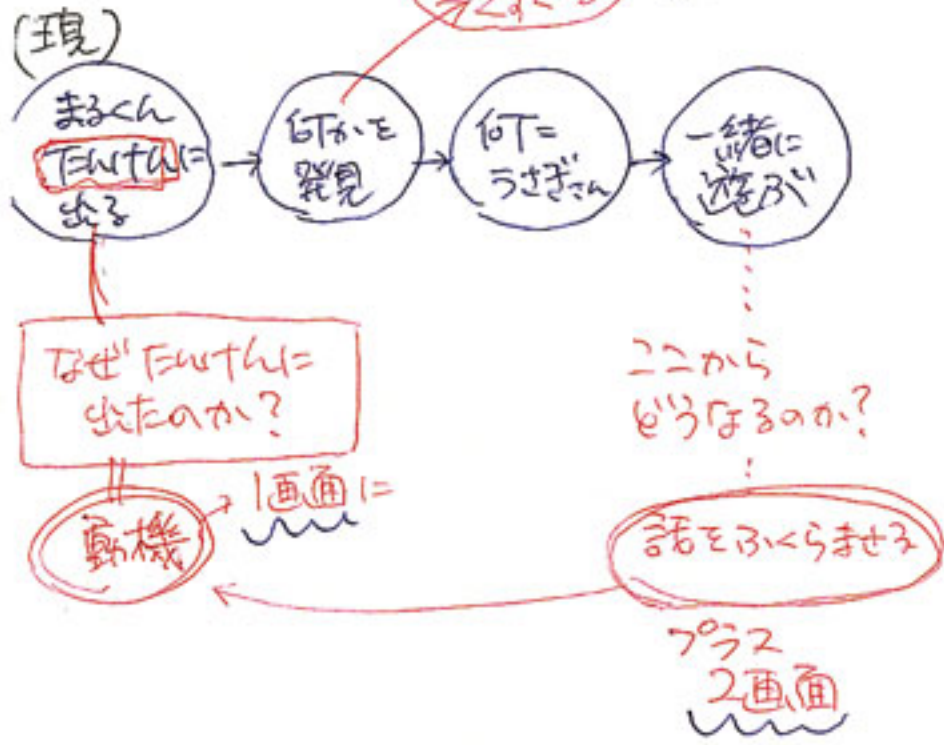 (現)
まるくん
たんけんに
出る
何かを
発見
何に
うさぎさん
一緒に
遊ぶ
なぜ たんけんに
出たのか?
動機
1画面に
ここから
どうなるのか?
話をふくらませる
プラス
2画面